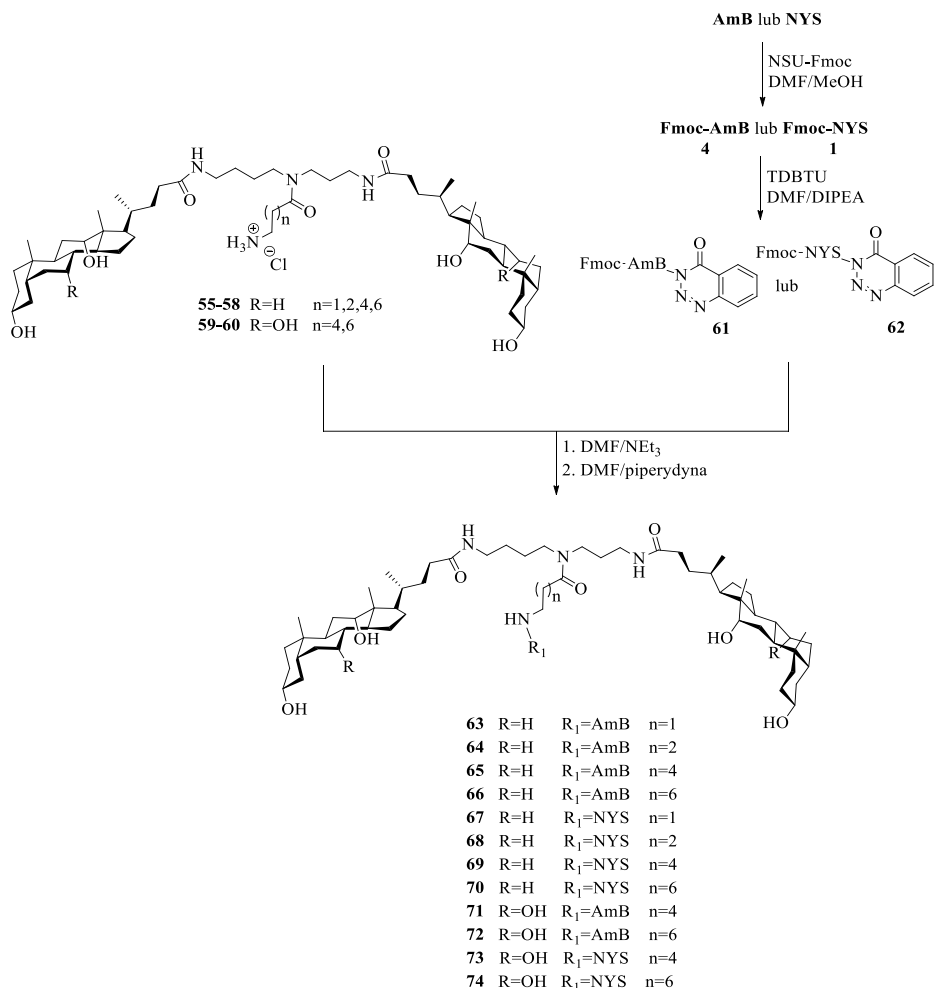 AmB lub NYS
NSU-Fmoc
DMF/MeOH
Fmoc-AmB lub Fmoc-NYS
4 1
TDBTU
DMF/DIPEA
H
N
O
N
O
N
H
O
n
H3N
+
−
Cl
OH
R
OH
HO
R
HO
55-58 R=H n=1,2,4,6
59-60 R=OH n=4,6
Fmoc-AmB
N
N
N
O
61
lub
Fmoc-NYS
N
N
N
O
62
1. DMF/NEt3
2. DMF/piperydyna
H
N
O
N
O
N
H
O
n
HN
R1
OH
R
OH
HO
R
HO
63 R=H R1=AmB n=1
64 R=H R1=AmB n=2
65 R=H R1=AmB n=4
66 R=H R1=AmB n=6
67 R=H R1=NYS n=1
68 R=H R1=NYS n=2
69 R=H R1=NYS n=4
70 R=H R1=NYS n=6
71 R=OH R1=AmB n=4
72 R=OH R1=AmB n=6
73 R=OH R1=NYS n=4
74 R=OH R1=NYS n=6